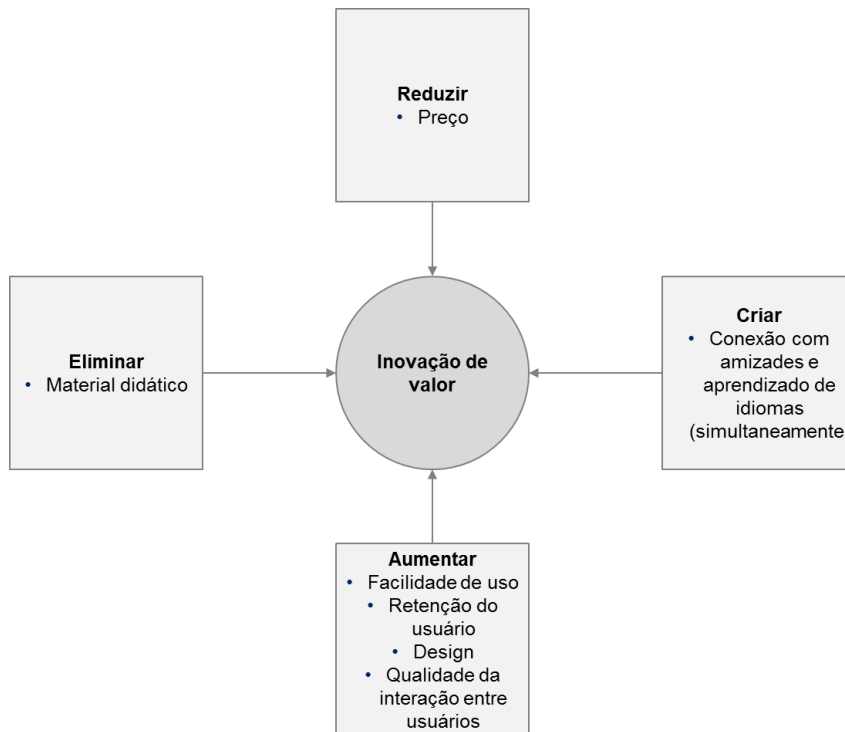 Reduzir
• Preço
Eliminar
• Material didático
Inovação de
valor
Criar
• Conexão com
amizades e
aprendizado de
idiomas
(simultaneamente
Aumentar
• Facilidade de uso
• Retenção do
usuário
• Design
• Qualidade da
interação entre
usuários